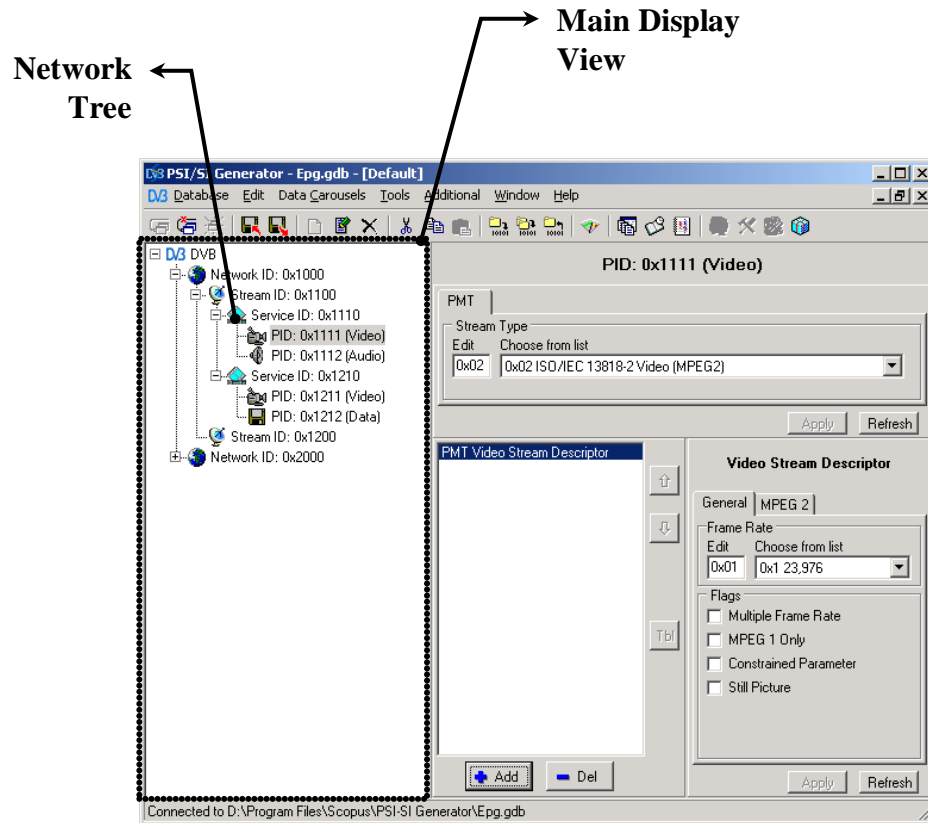 Main Display
View
Network
Tree
DVB PSI/SI Generator - Epg.gdb - [Default]
DVB Database Edit Data Carousels Tools Additional Window Help
DVB DVB
Network ID: 0x1000
Stream ID: 0x1100
Service ID: 0x1110
PID: 0x1111 (Video)
PID: 0x1112 (Audio)
Service ID: 0x1210
PID: 0x1211 (Video)
PID: 0x1212 (Data)
Stream ID: 0x1200
Network ID: 0x2000
PID: 0x1111 (Video)
PMT
Stream Type
Edit Choose from list
0x02 0x02 ISO/IEC 13818-2 Video (MPEG2)
Apply Refresh
PMT Video Stream Descriptor
Tbl
Add Del
Video Stream Descriptor
General MPEG 2
Frame Rate
Edit Choose from list
0x01 0x1 23,976
Flags
Multiple Frame Rate
MPEG 1 Only
Constrained Parameter
Still Picture
Apply Refresh
Connected to D:\Program Files\Scopus\PSI-SI Generator\Epg.gdb